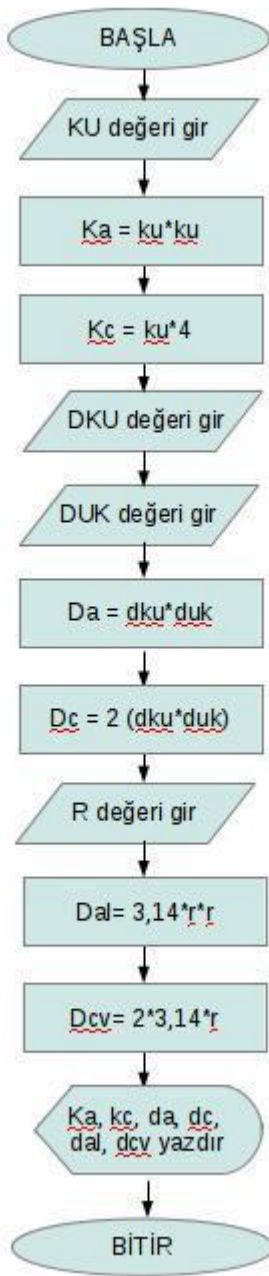 BAŞLA
KU değeri gir
Ka = ku*ku
Kc = ku*4
DKU değeri gir
DUK değeri gir
Da = dku*duk
Dc = 2 (dku*duk)
R değeri gir
Dal= 3,14*r*r
Dcv= 2*3,14*r
Ka, kc, da, dc,
dal, dcv yazdır
BİTİR